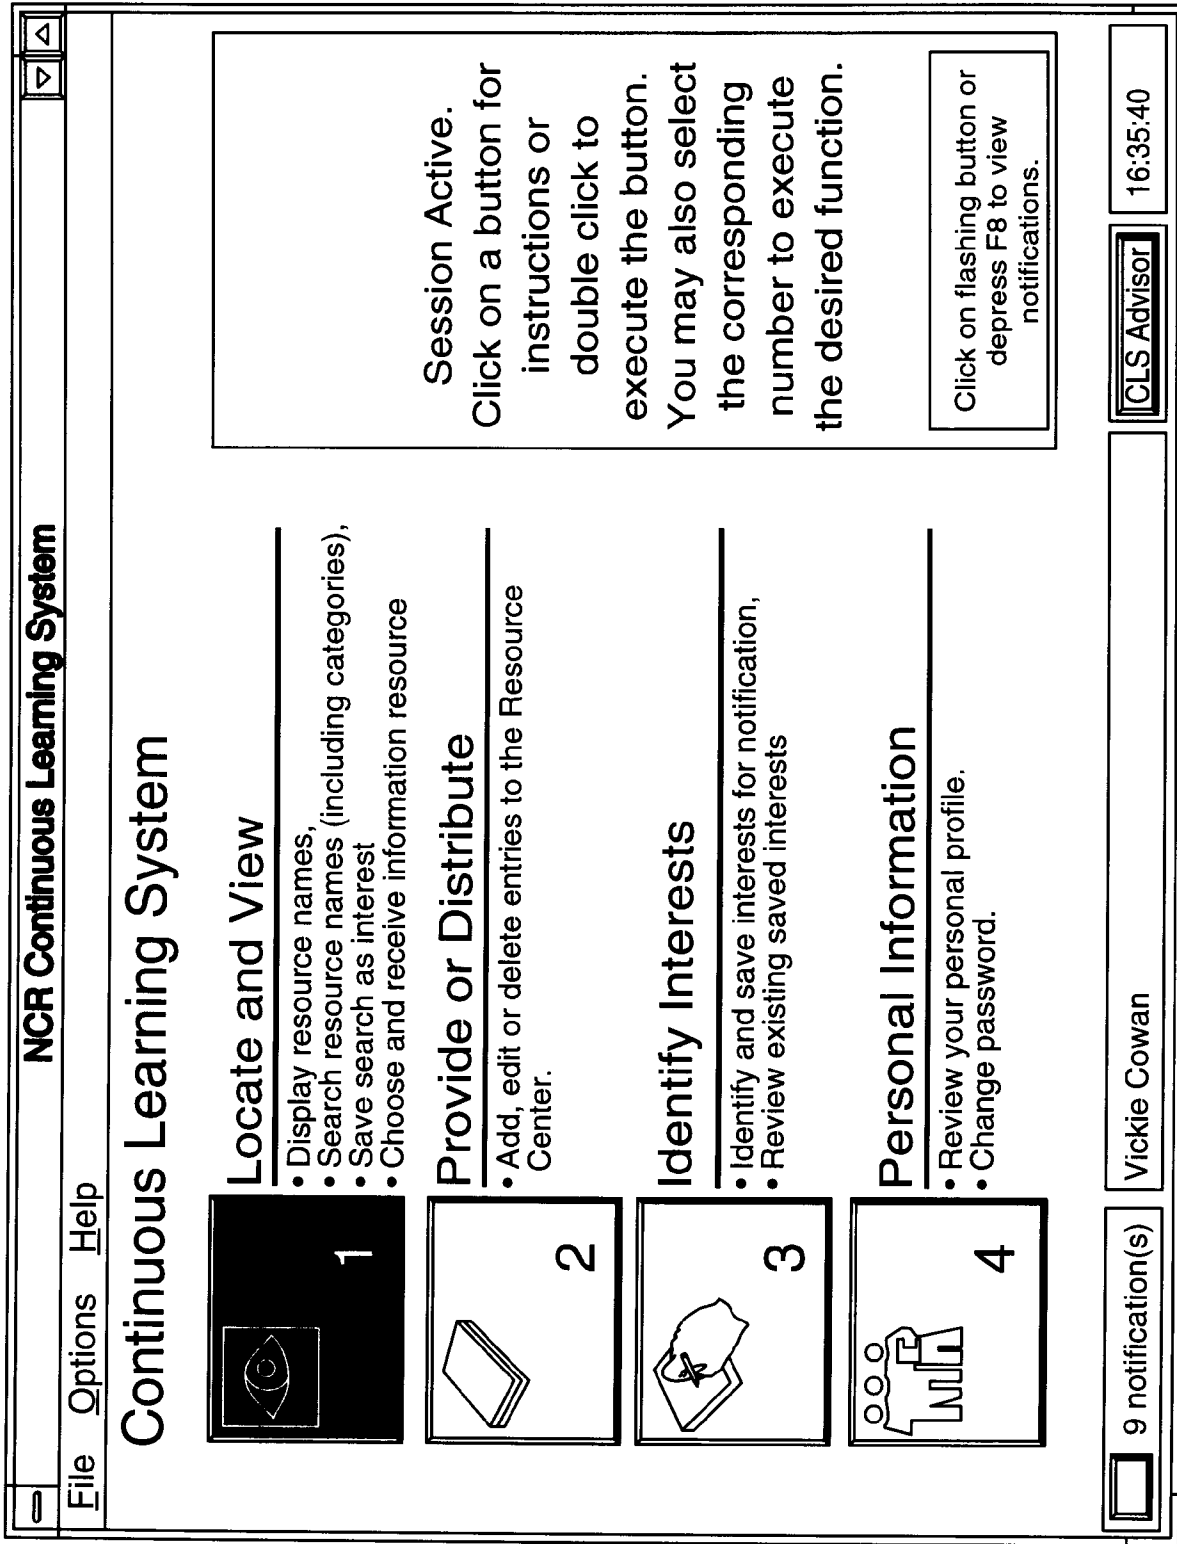 NCR Continuous Learning System
File Options Help
Continuous Learning System
1
Locate and View
• Display resource names,
• Search resource names (including categories),
• Save search as interest
• Choose and receive information resource
2
Provide or Distribute
• Add, edit or delete entries to the Resource
Center.
3
Identify Interests
• Identify and save interests for notification,
• Review existing saved interests
4
Personal Information
• Review your personal profile.
• Change password.
Session Active.
Click on a button for
instructions or
double click to
execute the button.
You may also select
the corresponding
number to execute
the desired function.
Click on flashing button or
depress F8 to view
notifications.
9 notification(s)
Vickie Cowan
CLS Advisor
16:35:40